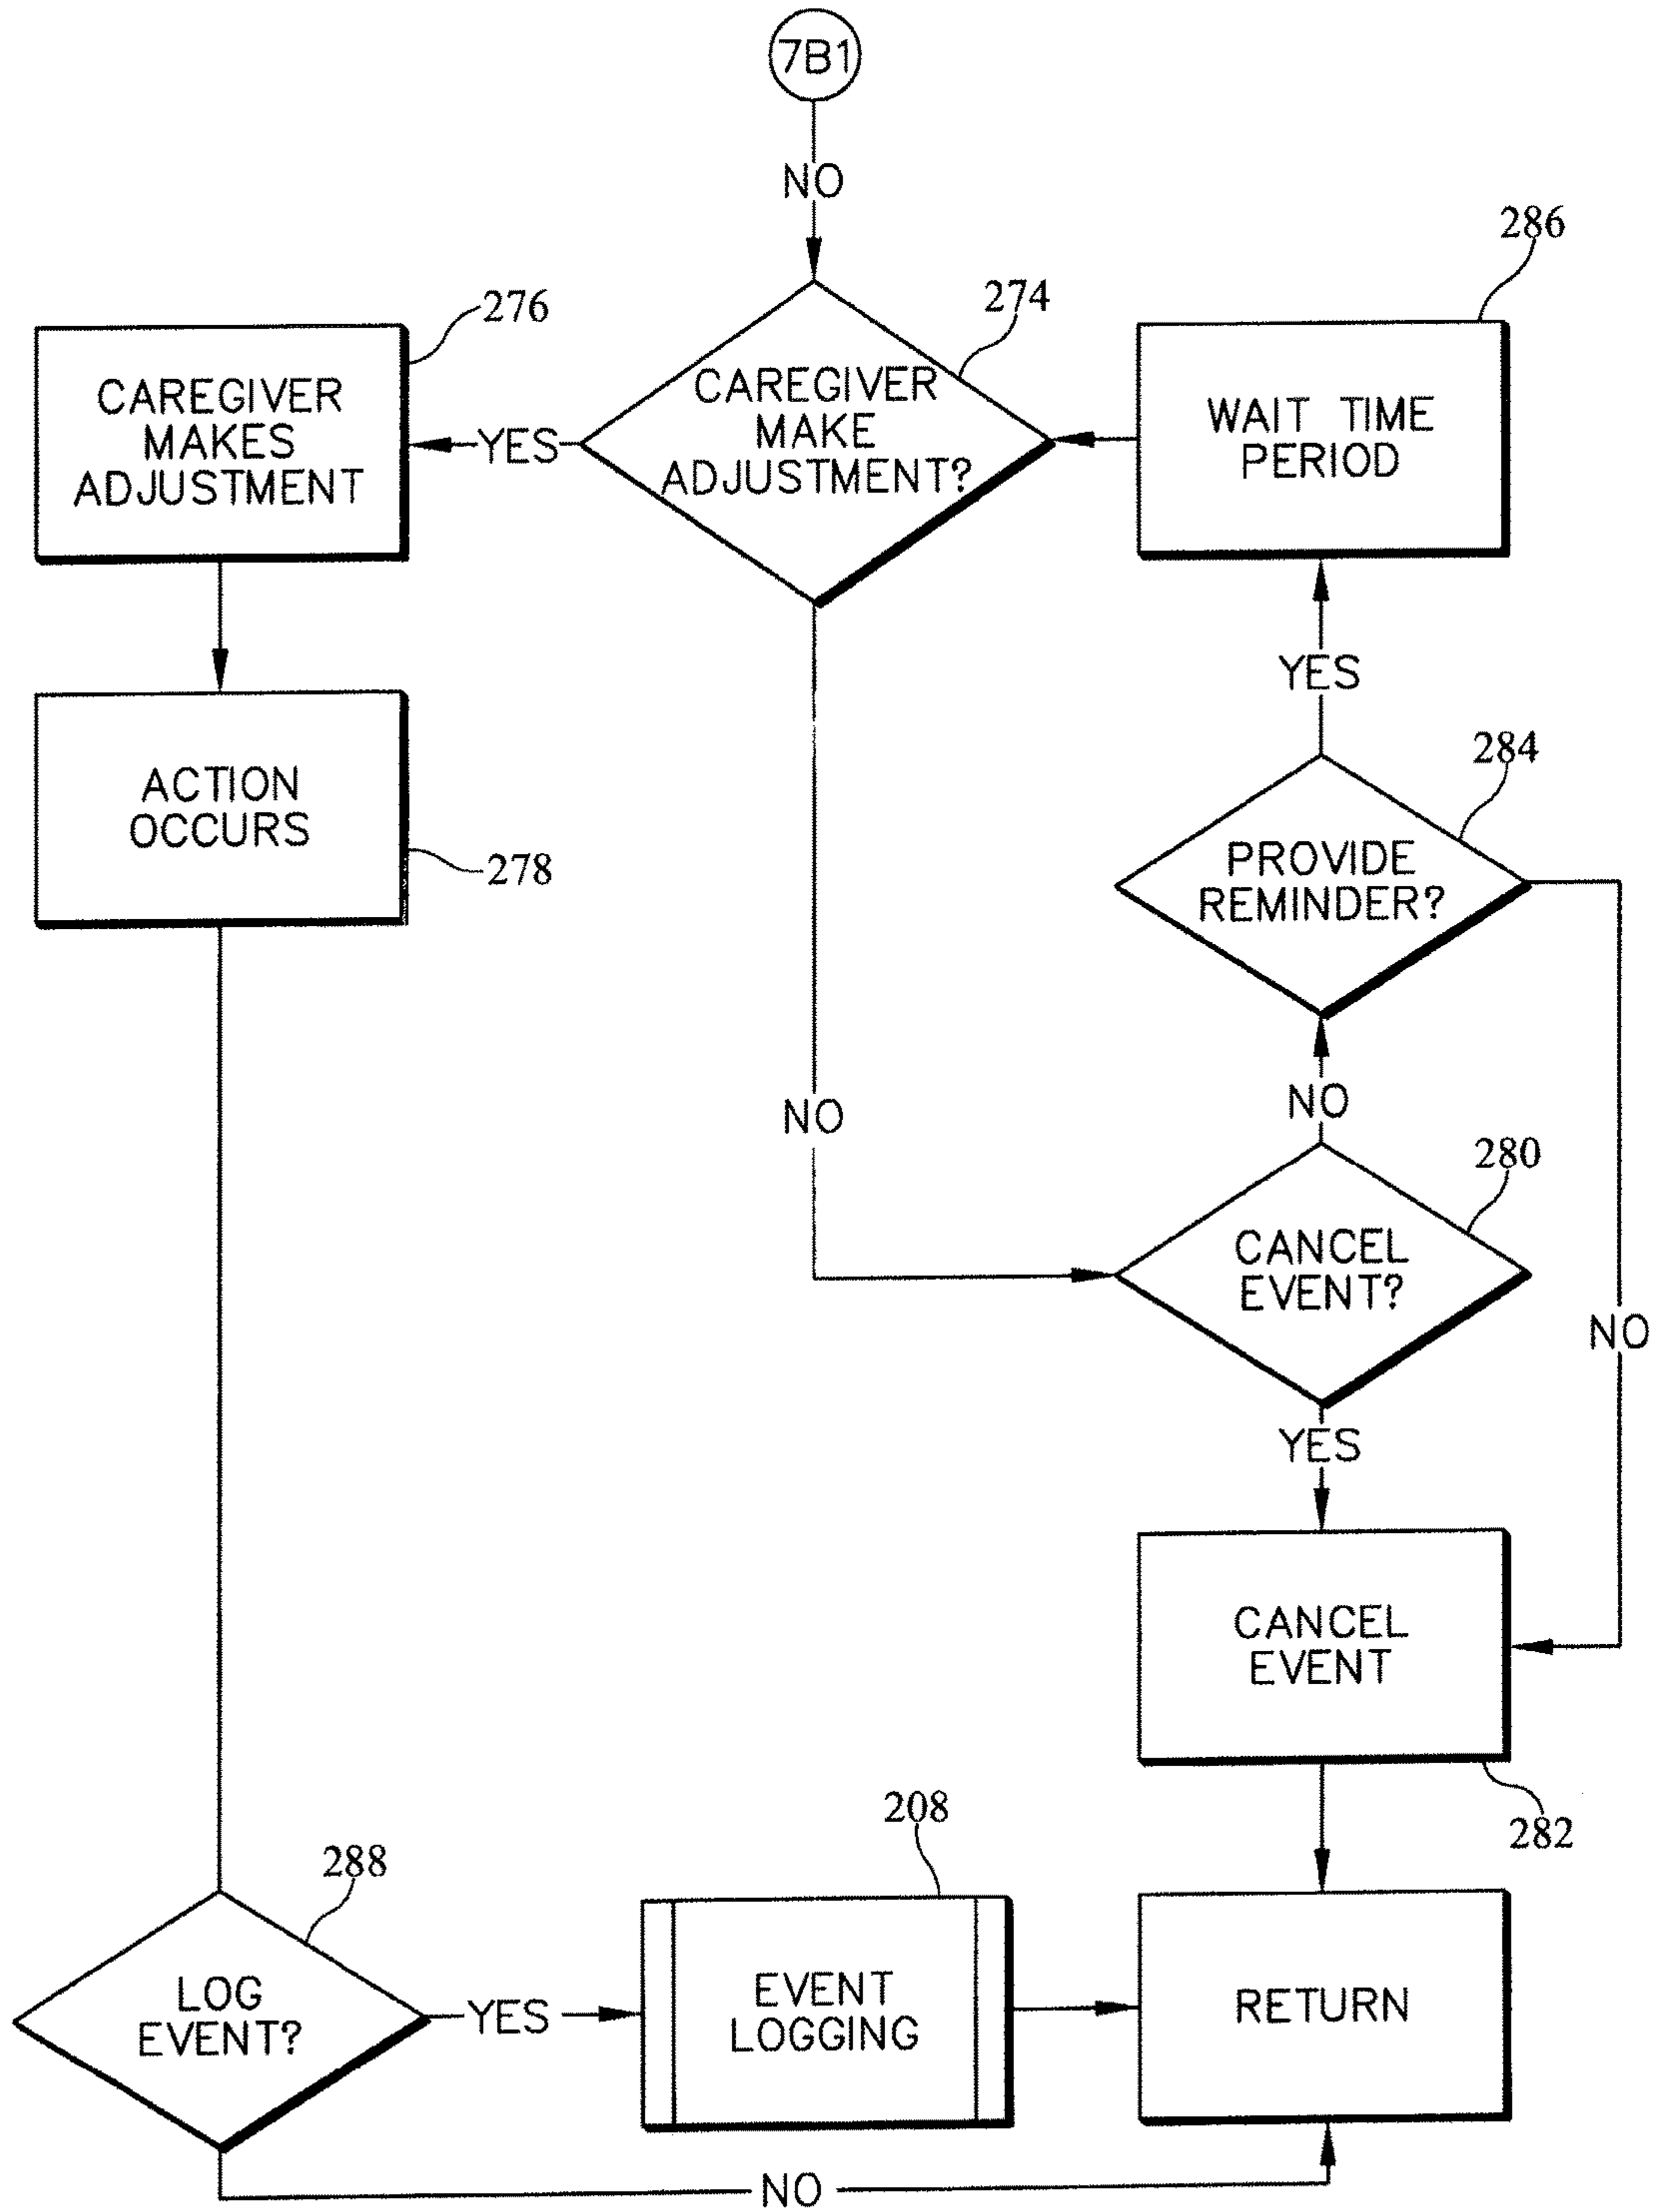 7B1
NO
286
274
276
CAREGIVER
MAKES
ADJUSTMENT
YES
CAREGIVER
MAKE
ADJUSTMENT?
WAIT TIME
PERIOD
YES
284
ACTION
OCCURS
278
PROVIDE
REMINDER?
NO
NO
280
CANCEL
EVENT?
NO
YES
CANCEL
EVENT
282
208
288
LOG
EVENT?
YES
EVENT
LOGGING
RETURN
NO